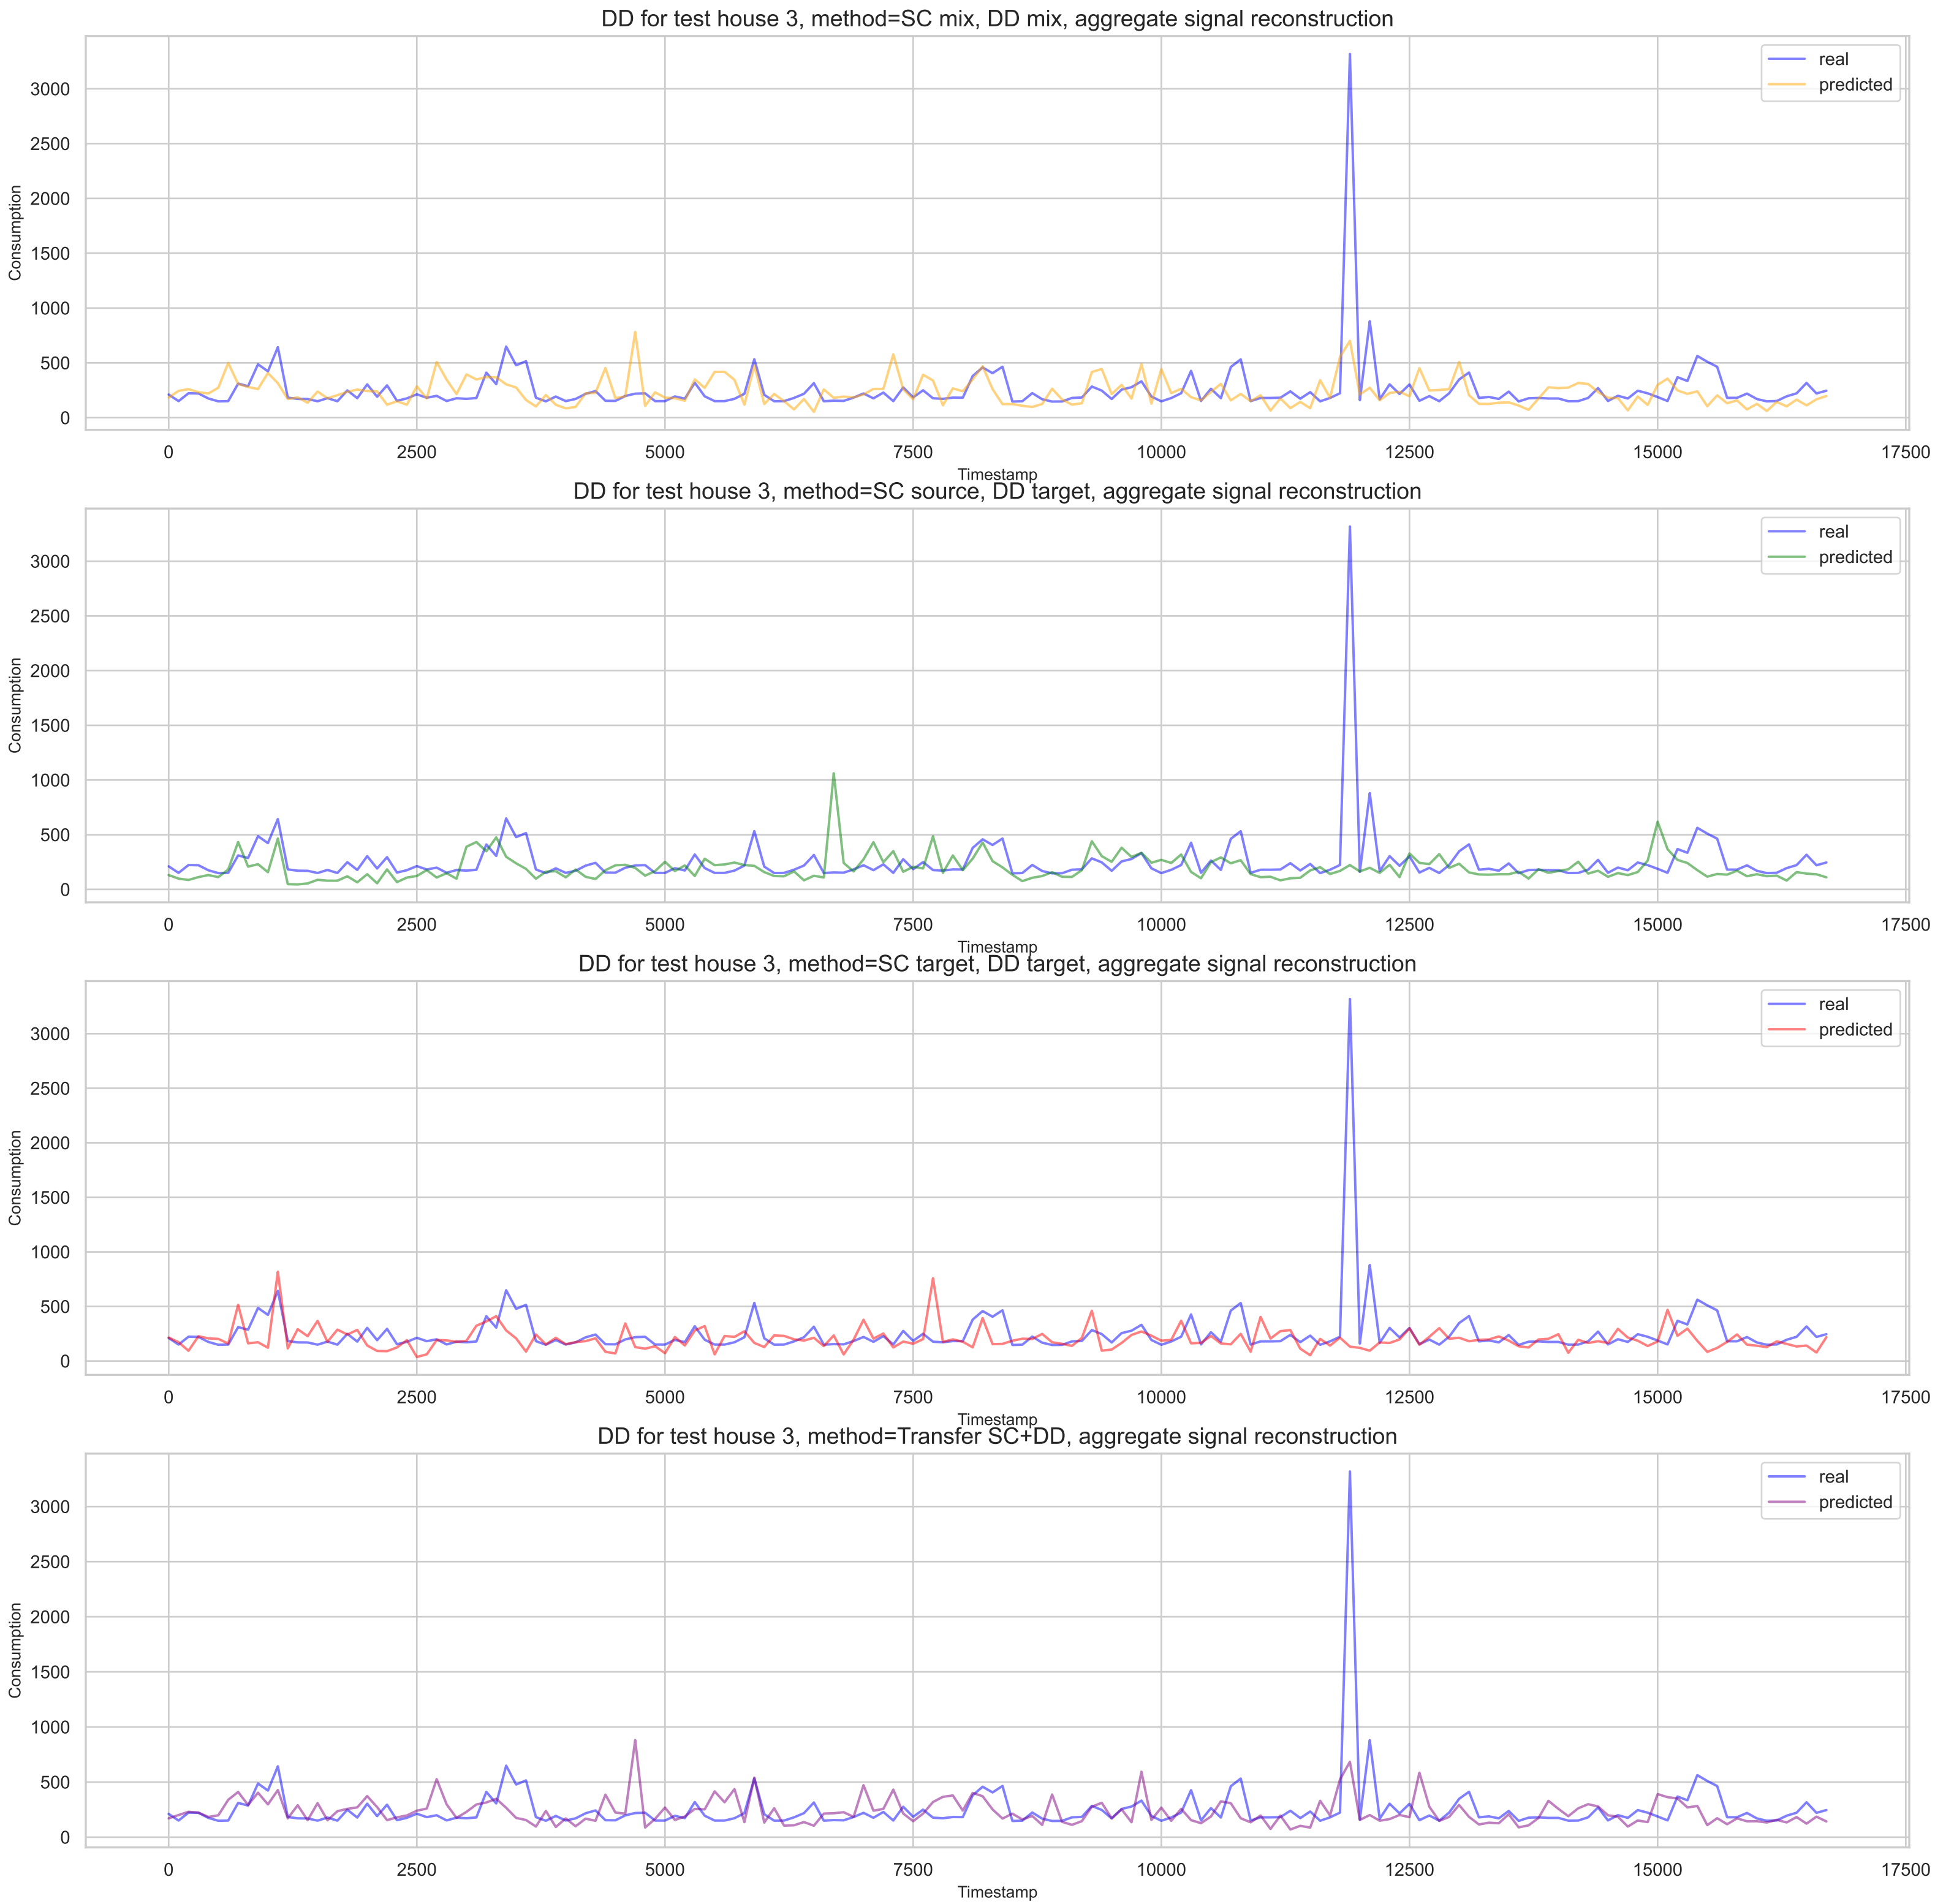 DD for test house 3, method=SC mix, DD mix, aggregate signal reconstruction
real
predicted
3000
2500
2000
1500
1000
500
0
Consumption
0 2500 5000 7500 10000 12500 15000 17500
Timestamp
DD for test house 3, method=SC source, DD target, aggregate signal reconstruction
real
predicted
3000
2500
2000
1500
1000
500
0
Consumption
0 2500 5000 7500 10000 12500 15000 17500
Timestamp
DD for test house 3, method=SC target, DD target, aggregate signal reconstruction
real
predicted
3000
2500
2000
1500
1000
500
0
Consumption
0 2500 5000 7500 10000 12500 15000 17500
Timestamp
DD for test house 3, method=Transfer SC+DD, aggregate signal reconstruction
real
predicted
3000
2500
2000
1500
1000
500
0
Consumption
0 2500 5000 7500 10000 12500 15000 17500
Timestamp